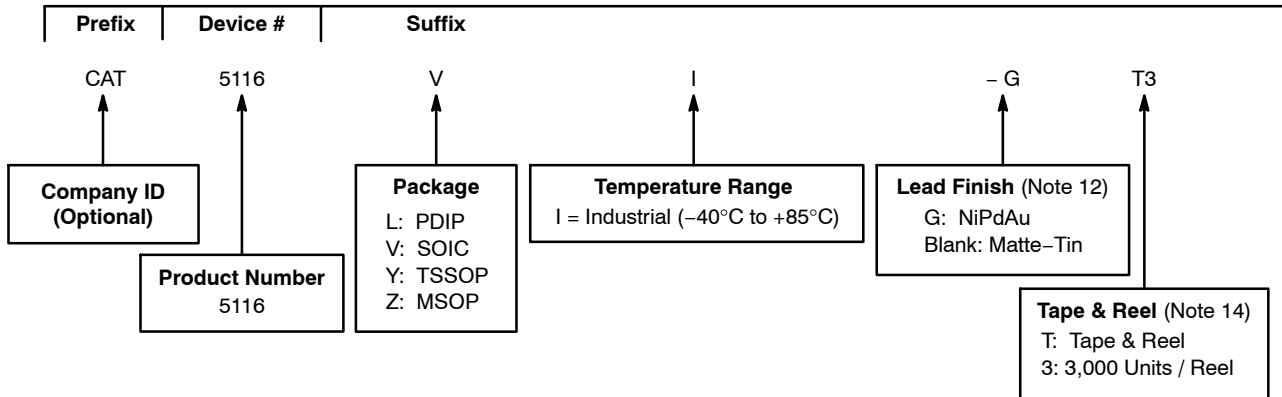 Prefix Device # Suffix
CAT 5116 V I – G T3
Company ID
(Optional)
Product Number
5116
Package
L: PDIP
V: SOIC
Y: TSSOP
Z: MSOP
Temperature Range
I = Industrial (−40°C to +85°C)
Lead Finish (Note 12)
G: NiPdAu
Blank: Matte−Tin
Tape & Reel (Note 14)
T: Tape & Reel
3: 3,000 Units / Reel